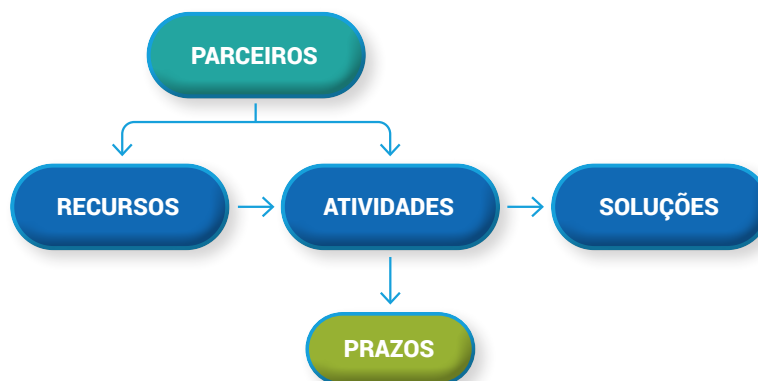 PARCEIROS
RECURSOS
ATIVIDADES
SOLUÇÕES
PRAZOS